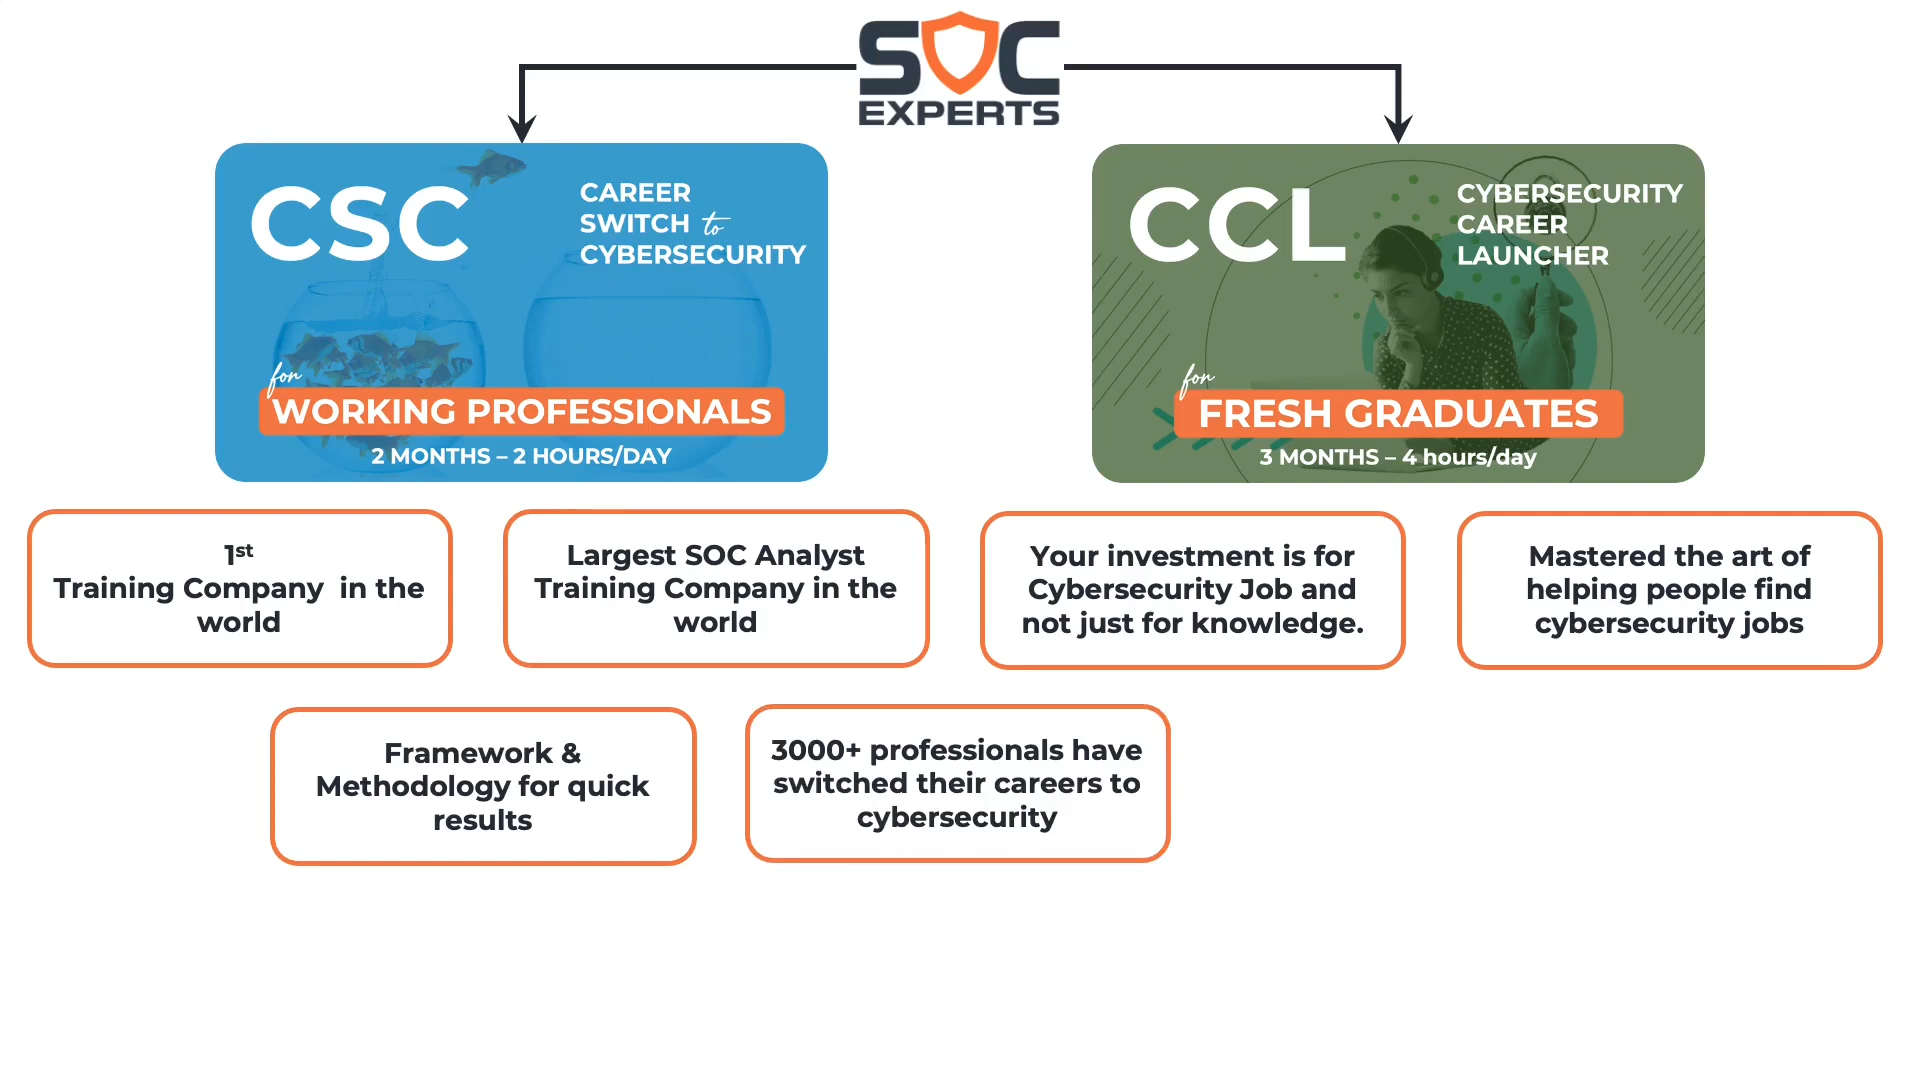 SOC
EXPERTS
CSC
CAREER
SWITCH to
CYBERSECURITY
for
WORKING PROFESSIONALS
2 MONTHS – 2 HOURS/DAY
CCL
CYBERSECURITY
CAREER
LAUNCHER
for
FRESH GRADUATES
3 MONTHS – 4 hours/day
1st
Training Company in the
world
Largest SOC Analyst
Training Company in the
world
Your investment is for
Cybersecurity Job and
not just for knowledge.
Mastered the art of
helping people find
cybersecurity jobs
Framework &
Methodology for quick
results
3000+ professionals have
switched their careers to
cybersecurity